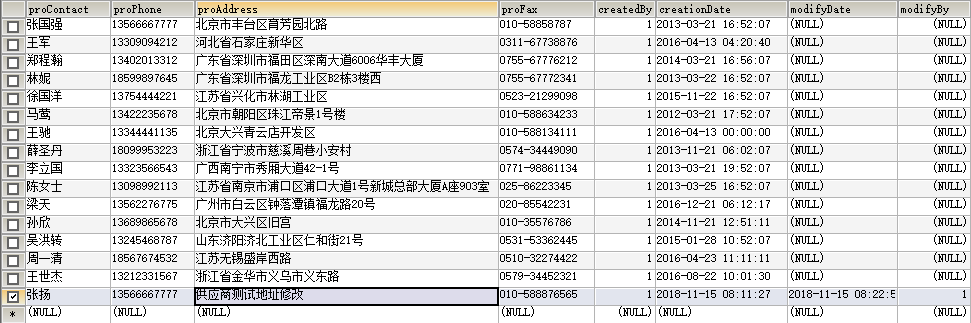 proContact proPhone proAddress proFax createdBy creationDate modifyDate modifyBy
张国强 13566667777 北京市丰台区育芳园北路 010-58858787 1 2013-03-21 16:52:07 (NULL) (NULL)
王军 13309094212 河北省石家庄新华区 0311-67738876 1 2016-04-13 04:20:40 (NULL) (NULL)
郑程瀚 13402013312 广东省深圳市福田区深南大道6006华丰大厦 0755-67776212 1 2014-03-21 16:56:07 (NULL) (NULL)
林妮 18599897645 广东省深圳市福龙工业区B2栋3楼西 0755-67772341 1 2013-03-22 16:52:07 (NULL) (NULL)
徐国洋 13754444221 江苏省兴化市林湖工业区 0523-21299098 1 2015-11-22 16:52:07 (NULL) (NULL)
马莺 13422235678 北京市朝阳区珠江帝景1号楼 010-588634233 1 2012-03-21 17:52:07 (NULL) (NULL)
王驰 13344441135 北京大兴青云店开发区 010-588134111 1 2016-04-13 00:00:00 (NULL) (NULL)
薛圣丹 18099953223 浙江省宁波市慈溪周巷小安村 0574-34449090 1 2013-11-21 06:02:07 (NULL) (NULL)
李立国 13323566543 广西南宁市秀厢大道42-1号 0771-98861134 1 2013-03-21 19:52:07 (NULL) (NULL)
陈女士 13098992113 江苏省南京市浦口区浦口大道1号新城总部大厦A座903室 025-86223345 1 2013-03-25 16:52:07 (NULL) (NULL)
梁天 13562276775 广州市白云区钟落潭镇福龙路20号 020-85542231 1 2016-12-21 06:12:17 (NULL) (NULL)
孙欣 13689865678 北京市大兴区旧宫 010-35576786 1 2014-11-21 12:51:11 (NULL) (NULL)
吴洪转 13245468787 山东济阳济北工业区仁和街21号 0531-53362445 1 2015-01-28 10:52:07 (NULL) (NULL)
周一清 18567674532 江苏无锡盛岸西路 0510-32274422 1 2016-04-23 11:11:11 (NULL) (NULL)
王世杰 13212331567 浙江省金华市义乌市义东路 0579-34452321 1 2016-08-22 10:01:30 (NULL) (NULL)
张扬 13566667777 供应商测试地址修改 010-588876565 1 2018-11-15 08:11:27 2018-11-15 08:22:5 1
* (NULL) (NULL) (NULL) (NULL) (NULL) (NULL) (NULL) (NULL)